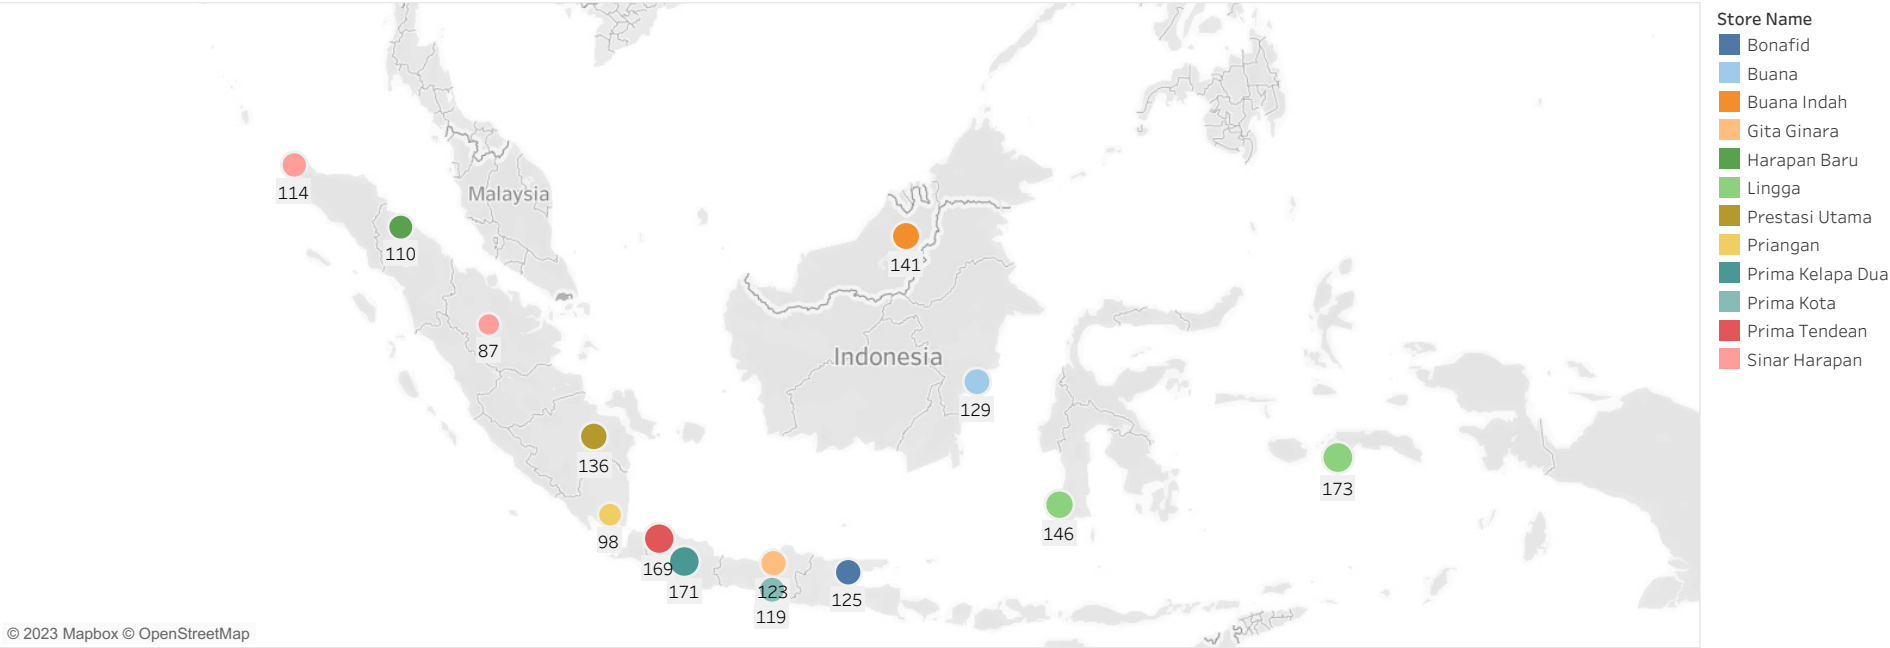 Store Name
Bonafid
Buana
Buana Indah
Gita Ginara
Harapan Baru
Lingga
Prestasi Utama
Priangan
Prima Kelapa Dua
Prima Kota
Prima Tendean
Sinar Harapan
114
Malaysia
110
141
87
Indonesia
129
136
173
146
98
169
171
123
125
119
© 2023 Mapbox © OpenStreetMap